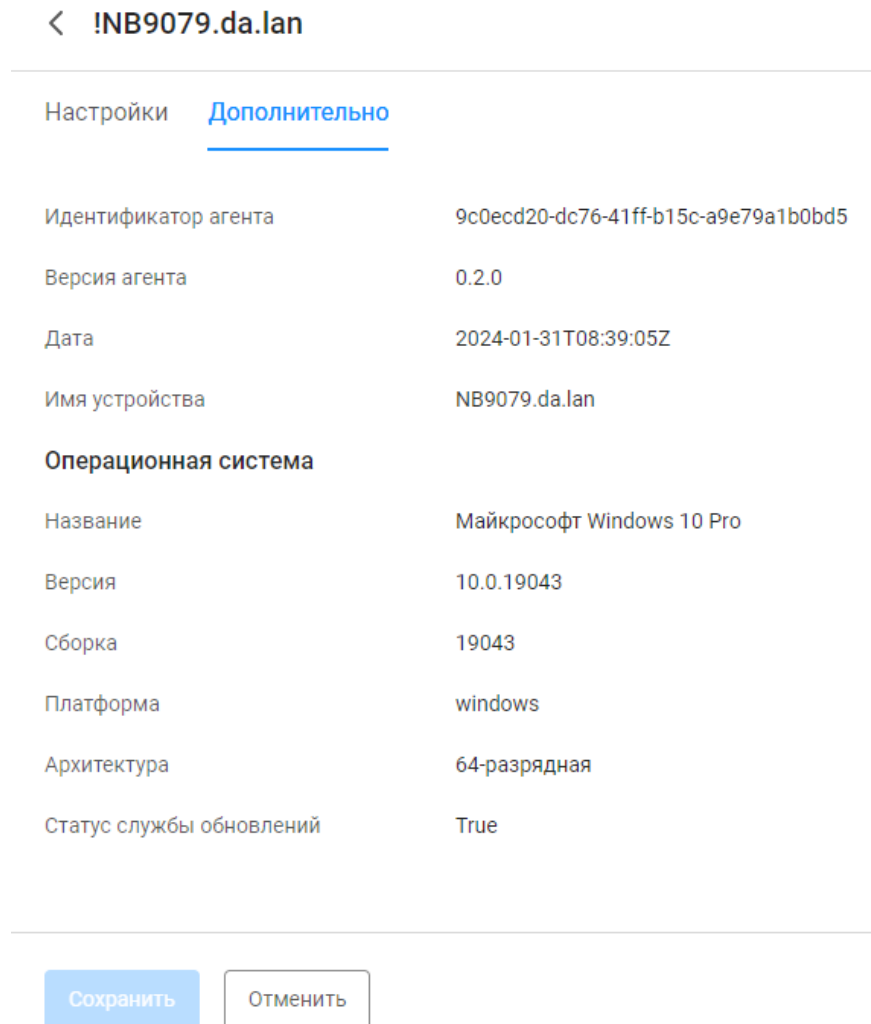 !NB9079.da.lan
Настройки Дополнительно
Идентификатор агента 9c0ecd20-dc76-41ff-b15c-a9e79a1b0bd5
Версия агента 0.2.0
Дата 2024-01-31T08:39:05Z
Имя устройства NB9079.da.lan
Операционная система
Название Майкрософт Windows 10 Pro
Версия 10.0.19043
Сборка 19043
Платформа windows
Архитектура 64-разрядная
Статус службы обновлений True
Сохранить Отменить